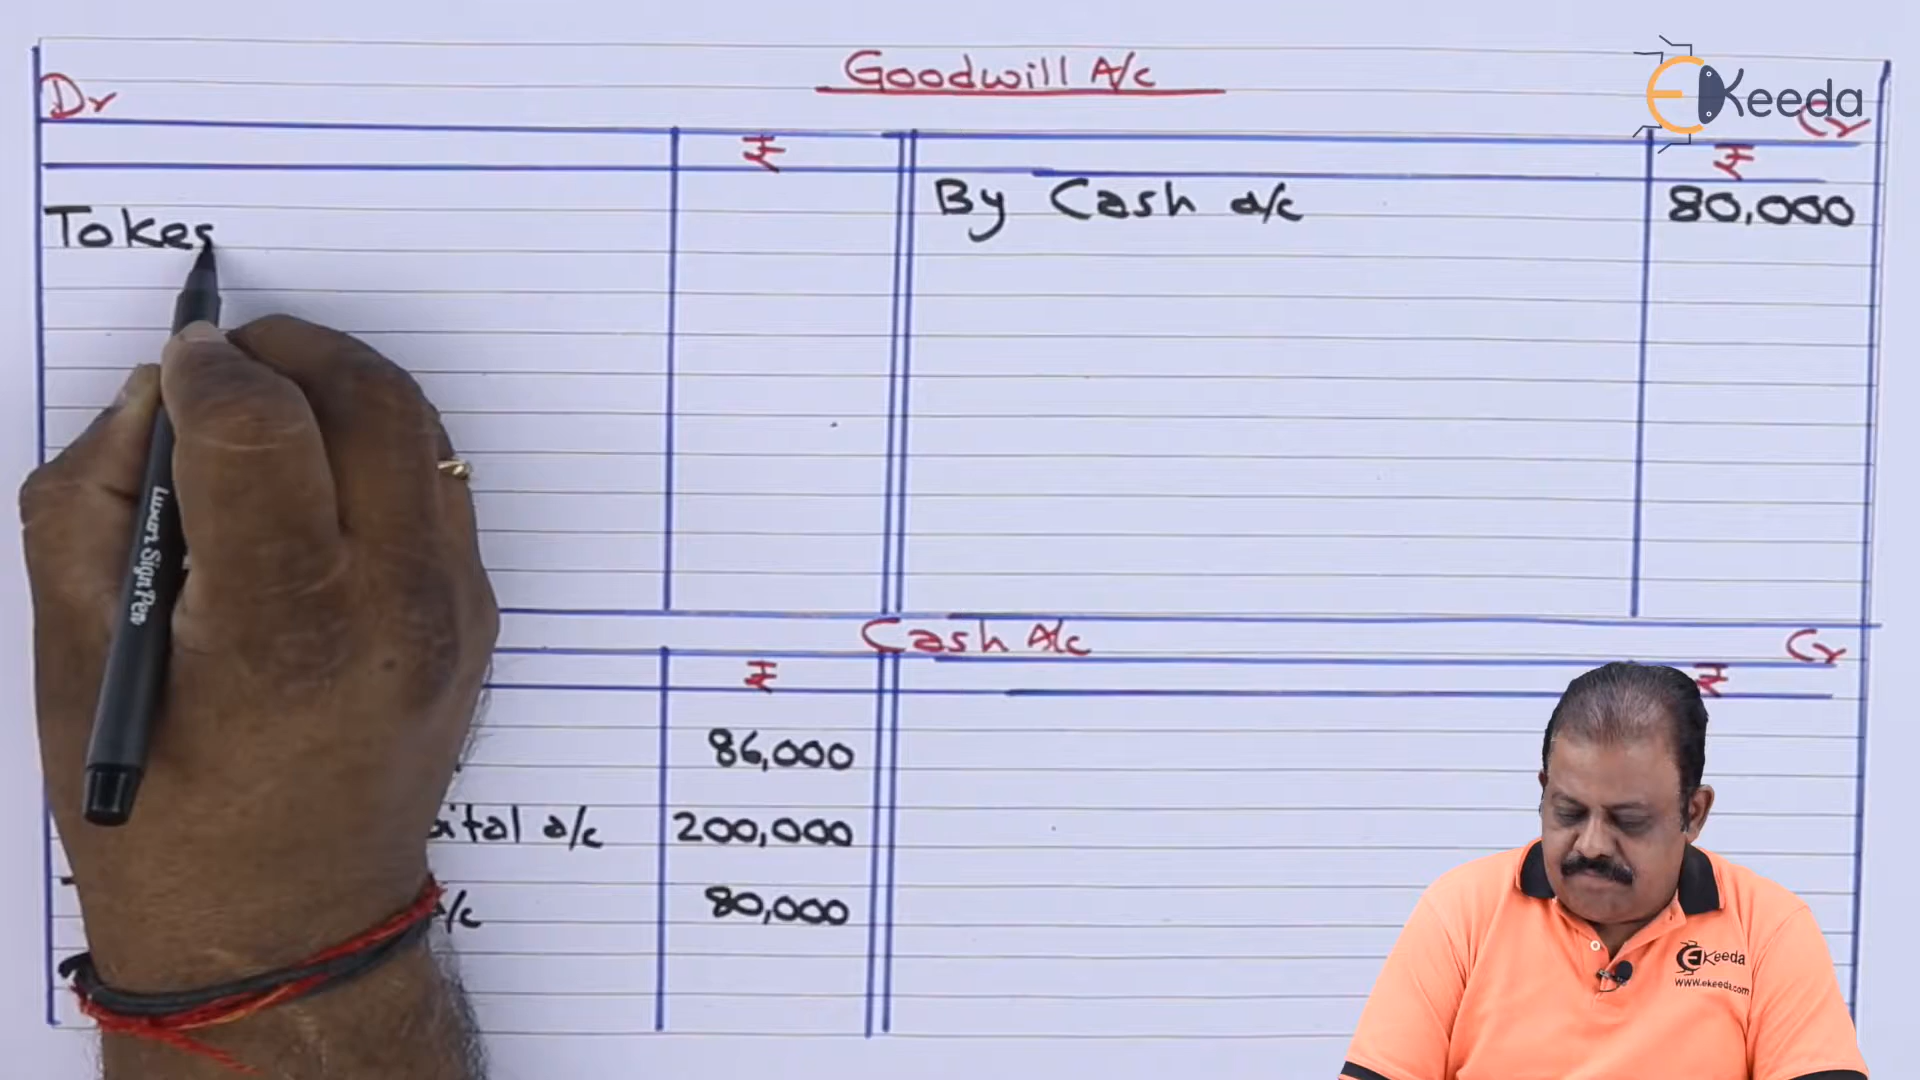 Goodwill A/c
EKeeda
Dr
Cr
₹
₹
By Cash a/c 80,000
To Kes
Cash A/c
Cr
₹
₹
86,000
a/c 200,000
80,000
Luxor Sign Pen
EKeeda
www.ekeeda.com